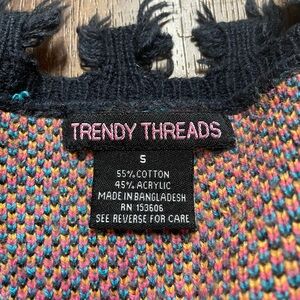 TRENDY THREADS
S
55% COTTON
45% ACRYLIC
MADE IN BANGLADESH
RN 153606
SEE REVERSE FOR CARE